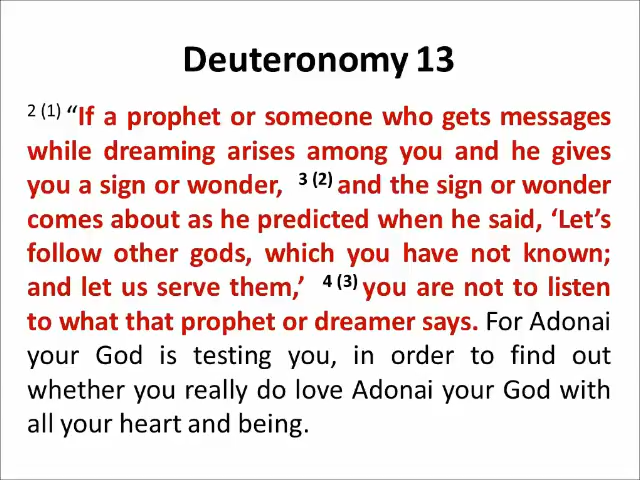 Deuteronomy 13
2 (1) “If a prophet or someone who gets messages
while dreaming arises among you and he gives
you a sign or wonder, 3 (2) and the sign or wonder
comes about as he predicted when he said, ‘Let’s
follow other gods, which you have not known;
and let us serve them,’ 4 (3) you are not to listen
to what that prophet or dreamer says. For Adonai
your God is testing you, in order to find out
whether you really do love Adonai your God with
all your heart and being.